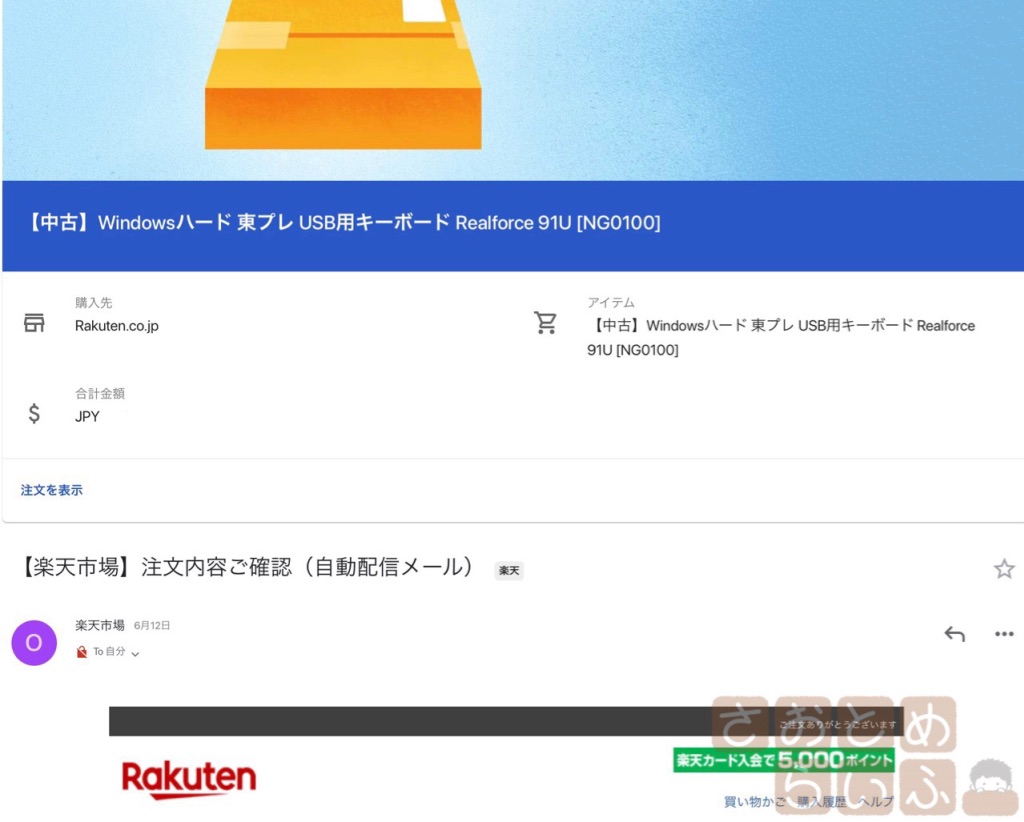 【中古】Windowsハード 東プレ USB用キーボード Realforce 91U [NG0100]
購入先
Rakuten.co.jp
アイテム
【中古】Windowsハード 東プレ USB用キーボード Realforce
91U [NG0100]
合計金額
$
JPY
注文を表示
【楽天市場】注文内容ご確認（自動配信メール） 楽天
O
楽天市場 6月12日
To 自分
ご注文ありがとうございます
Rakuten
楽天カード入会で5,000ポイント
買い物かご 購入履歴 ヘルプ
さおとめ
らいふ